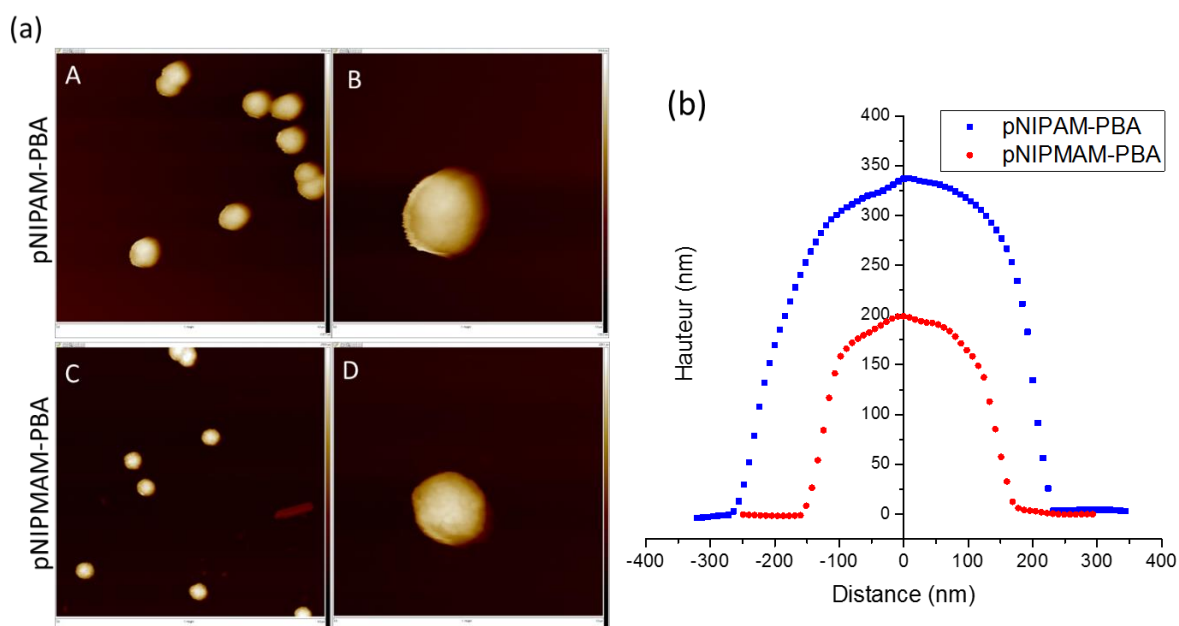 (a)
pNIPAM-PBA
A
B
pNIPMAM-PBA
C
D
(b)
pNIPAM-PBA
pNIPMAM-PBA
Hauteur (nm)
400
350
300
250
200
150
100
50
0
-400 -300 -200 -100 0 100 200 300 400
Distance (nm)